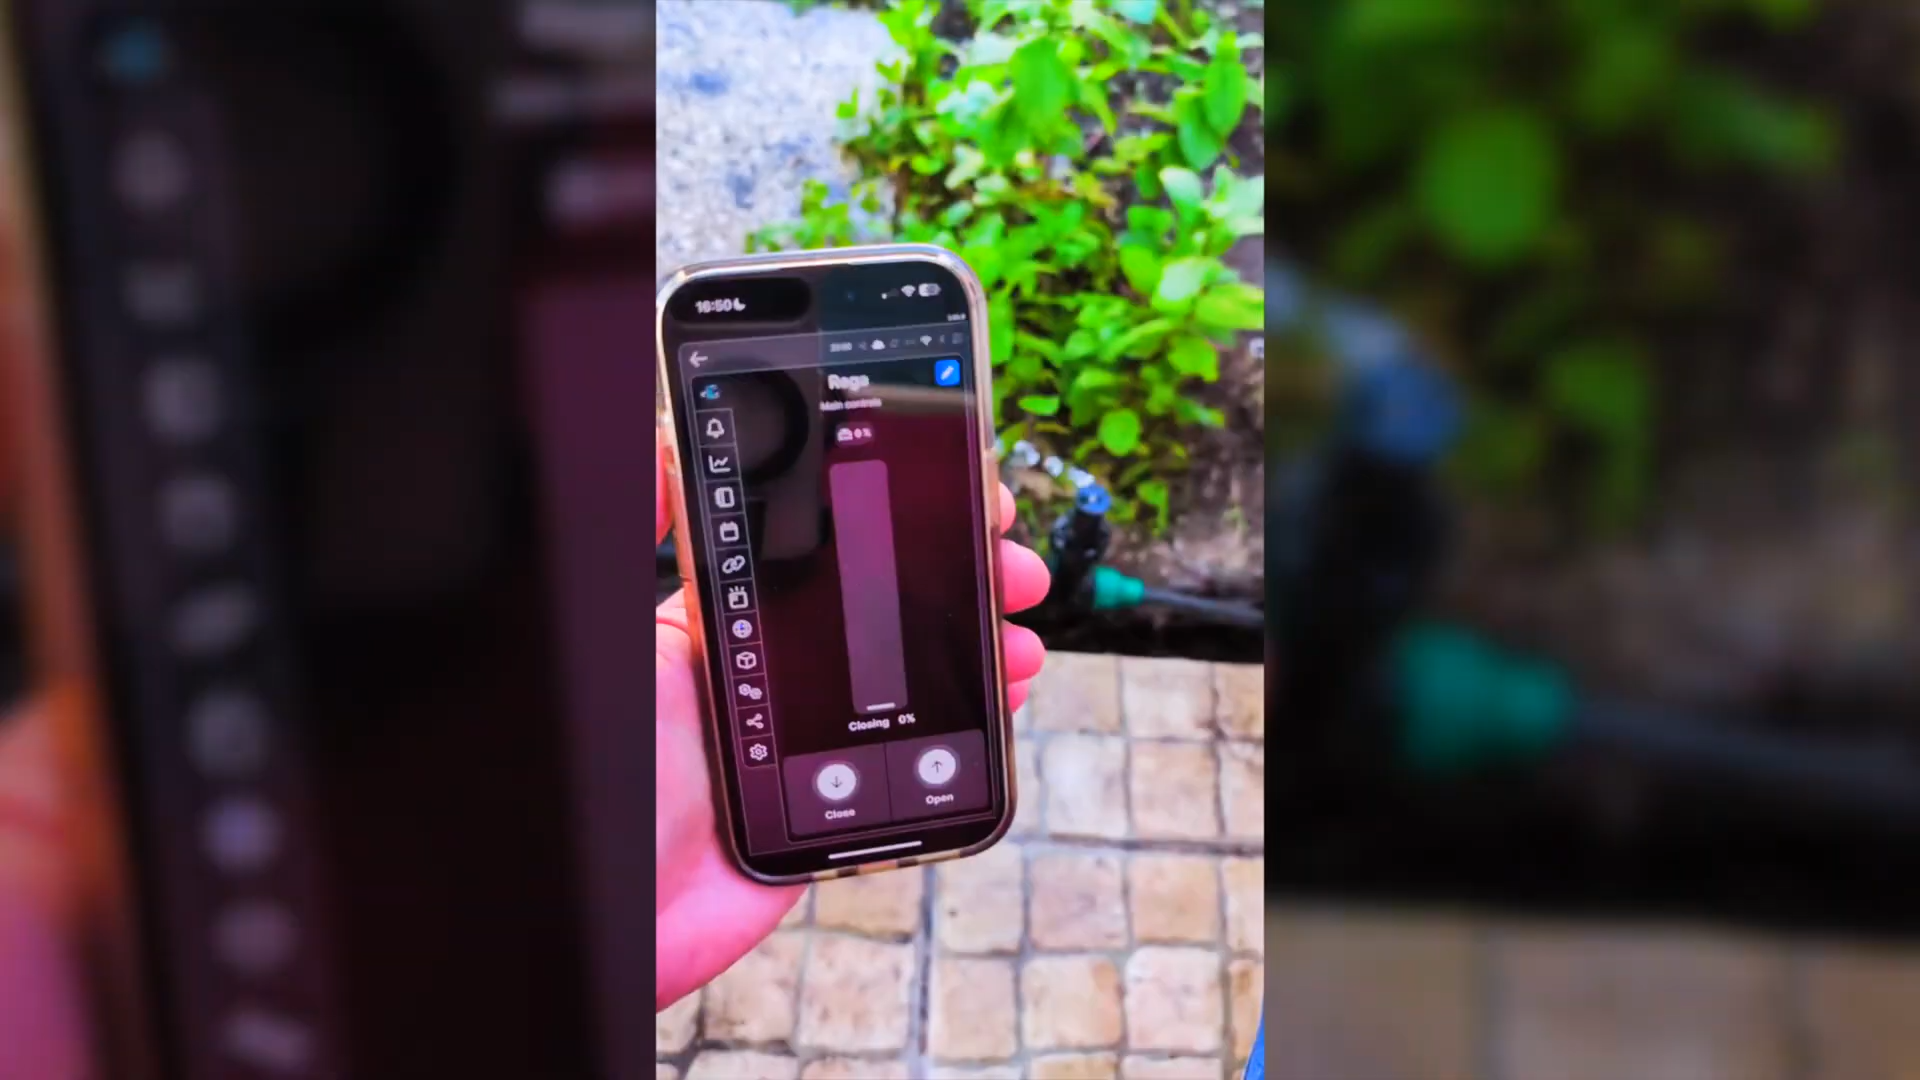 16:50
Rega
Main controls
0%
Closing 0%
Close
Open